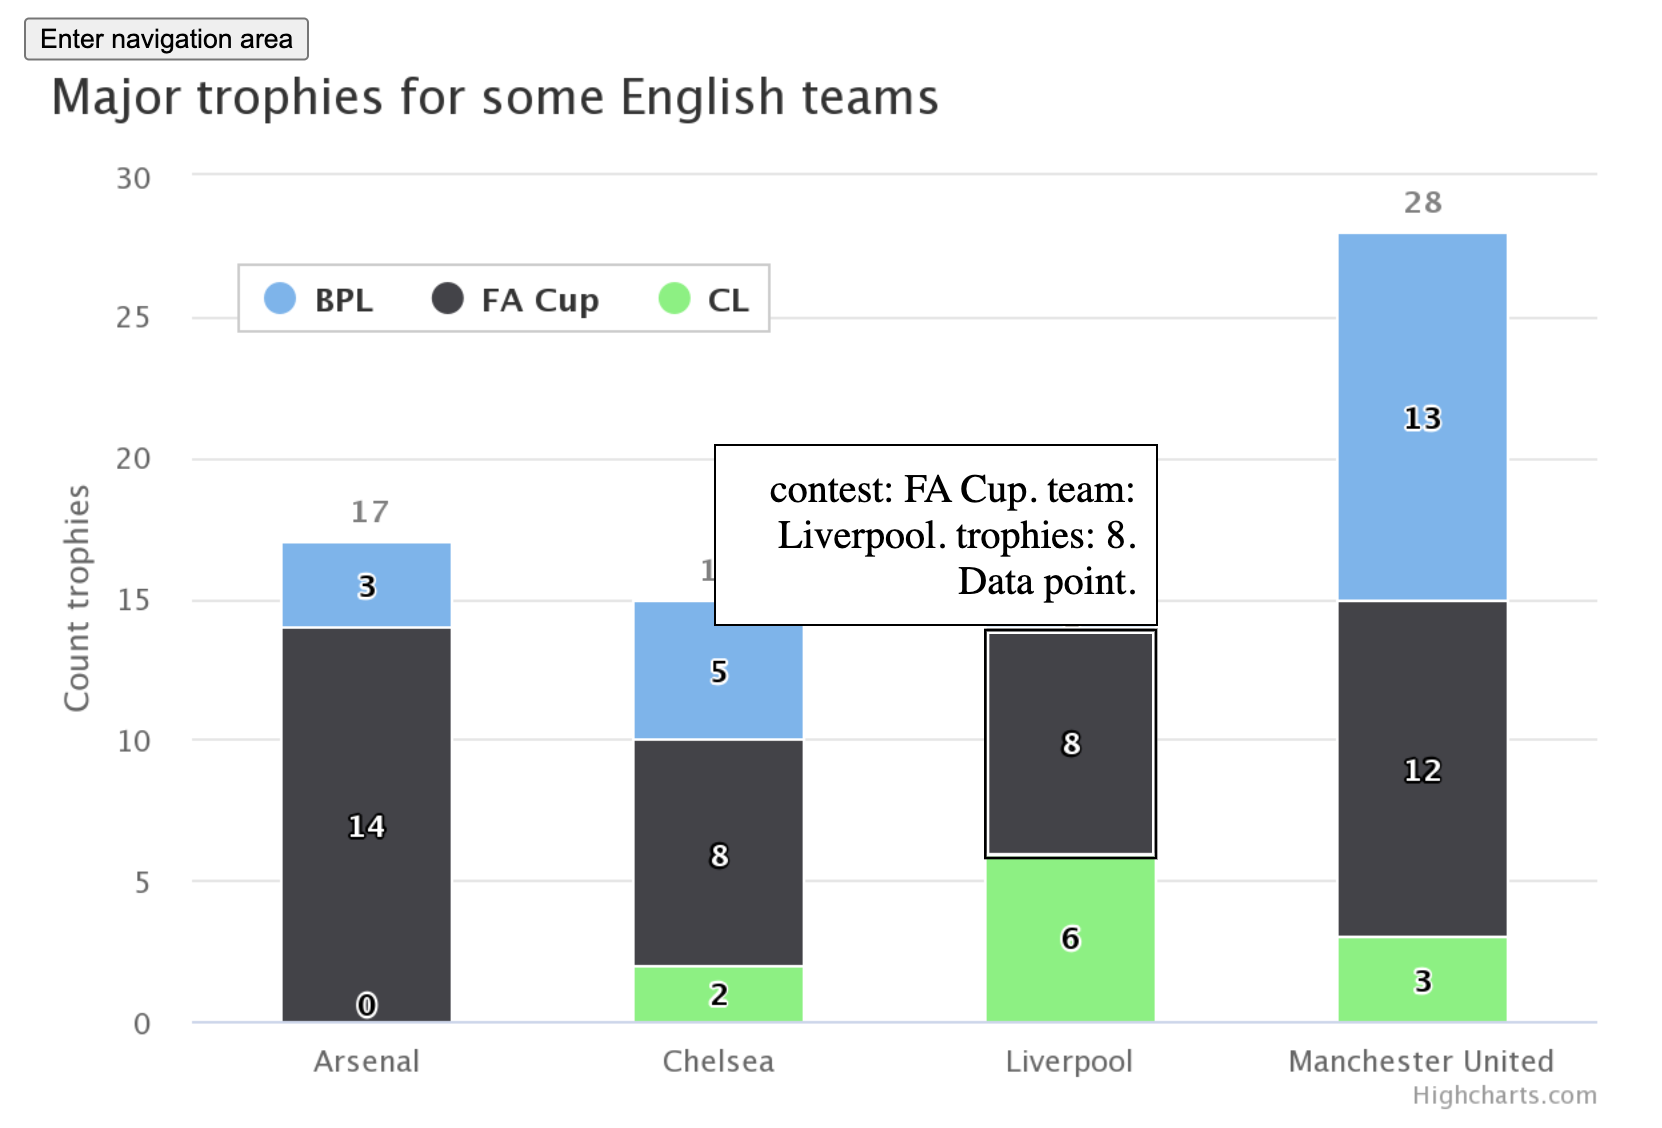 Enter navigation area
Major trophies for some English teams
30
25
20
15
10
5
0
Count trophies
BPL FA Cup CL
17
3
14
0
5
8
2
contest: FA Cup. team:
Liverpool. trophies: 8.
Data point.
8
6
28
13
12
3
Arsenal Chelsea Liverpool Manchester United
Highcharts.com